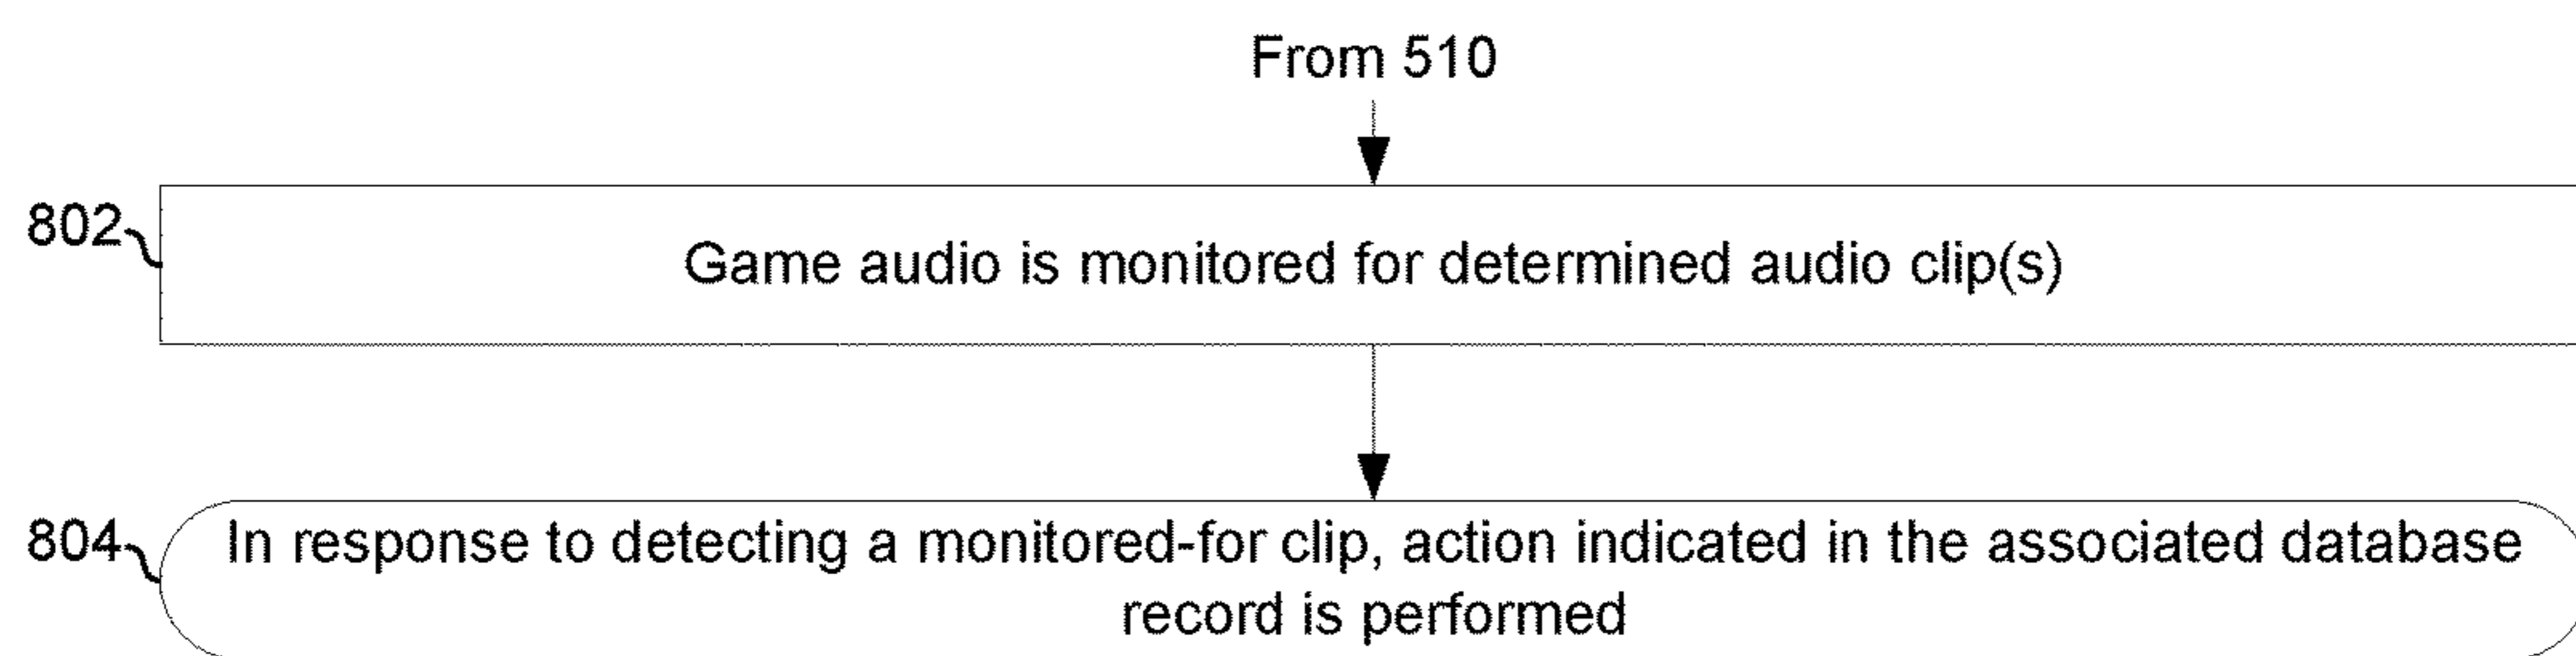 From 510
802
Game audio is monitored for determined audio clip(s)
804
In response to detecting a monitored-for clip, action indicated in the associated database
record is performed